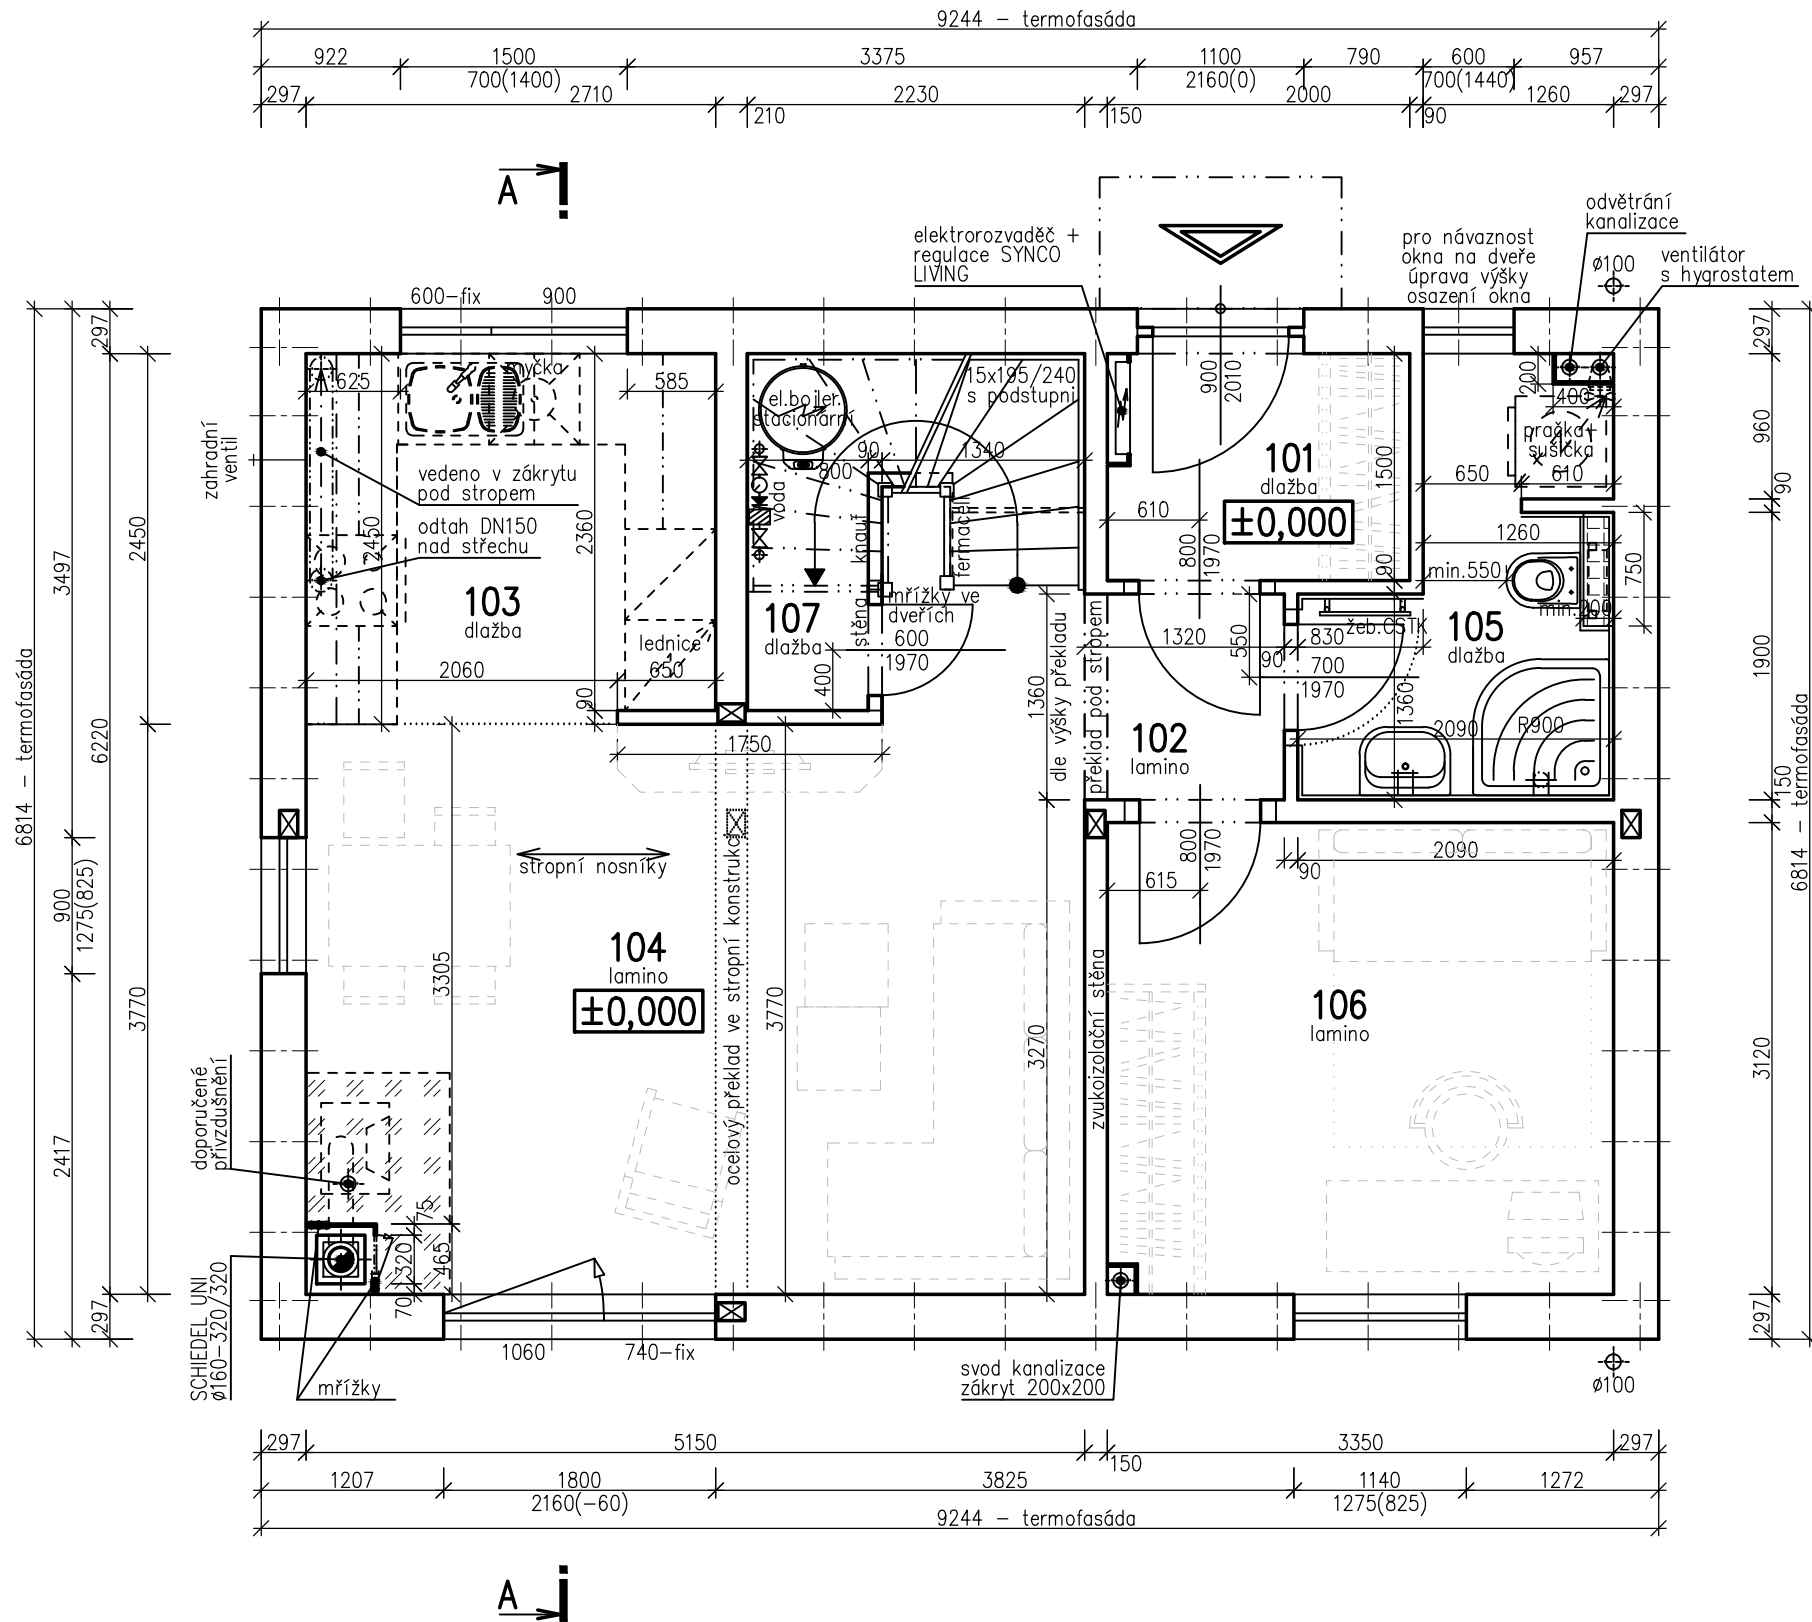 9244 – termofasáda
922
1500
700(1400)
3375
1100
2160(0)
790
600
700(1440)
957
297
2710
210
2230
150
2000
90
1260
297
A
elektrorozvaděč +
regulace SYNCO
LIVING
pro návaznost
okna na dveře
úprava výšky
osazení okna
odvětrání
kanalizace
ø100
ventilátor
s hygrostatem
600–fix
900
625
myčka
585
el.bojler
stacionární
15x195/240
s podstupni
900
2010
200
400
zahradní
ventil
vedeno v zákrytu
pod stropem
odtah DN150
nad střechu
2450
2360
90
800
1340
voda
knauf
stěna
fermacell
610
101
dlažba
±0,000
1500
90
800
1970
pračka+
sušička
650
610
1260
min.550
750
min.200
103
dlažba
lednice
2060
650
90
107
dlažba
mřížky ve
dveřích
600
1970
400
1360
dle výšky překladu
překlad pod stropem
1320
550
90
830
žeb.ČSTK
700
1970
105
dlažba
1360
2090
R900
102
lamino
1750
stropní nosníky
ocelový překlad ve stropní konstrukci
800
1970
615
90
2090
104
lamino
±0,000
3305
3770
3270
zvukoizolační stěna
106
lamino
doporučené
přivzdušnění
75
320
465
70
SCHIEDEL UNI
ø160–320/320
mřížky
1060
740–fix
svod kanalizace
zákryt 200x200
ø100
6814 – termofasáda
297
3497
900
1275(825)
2417
6220
297
2450
3770
297
960
90
1900
150
3120
297
6814 – termofasáda
297
5150
150
3350
297
1207
1800
2160(–60)
3825
1140
1275(825)
1272
9244 – termofasáda
A